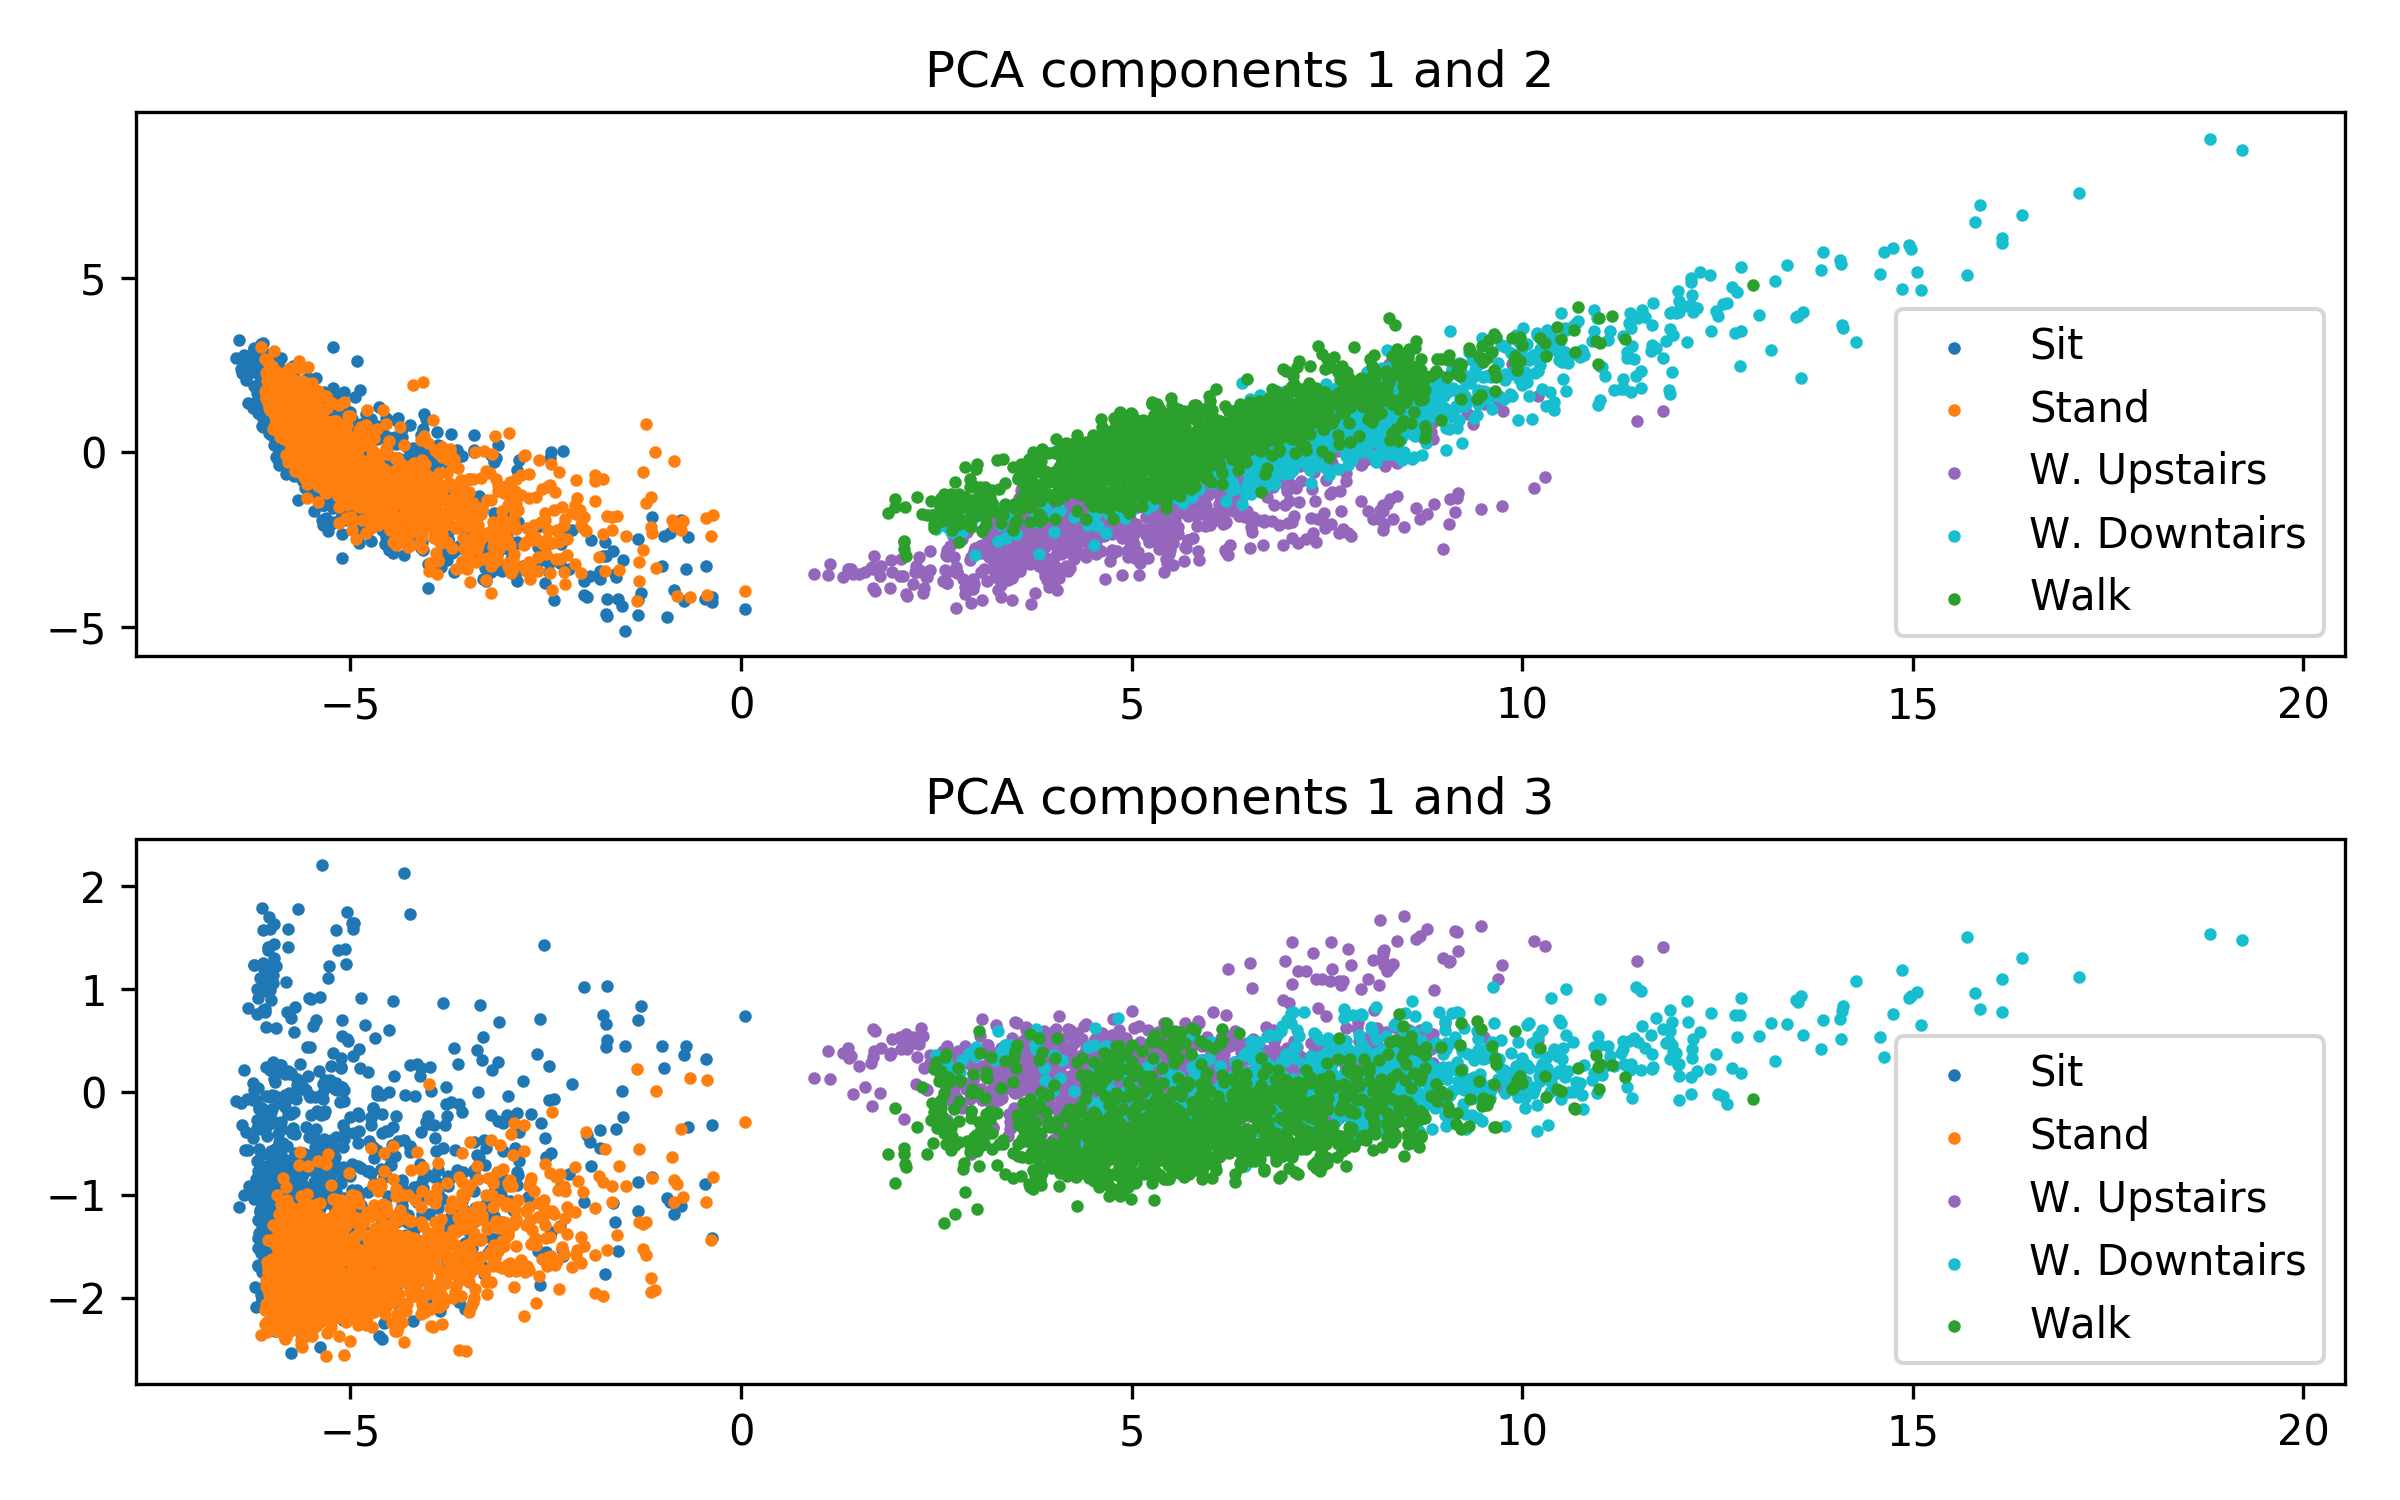 PCA components 1 and 2
5
0
−5
Sit
Stand
W. Upstairs
W. Downtairs
Walk
−5 0 5 10 15 20
PCA components 1 and 3
2
1
0
−1
−2
Sit
Stand
W. Upstairs
W. Downtairs
Walk
−5 0 5 10 15 20